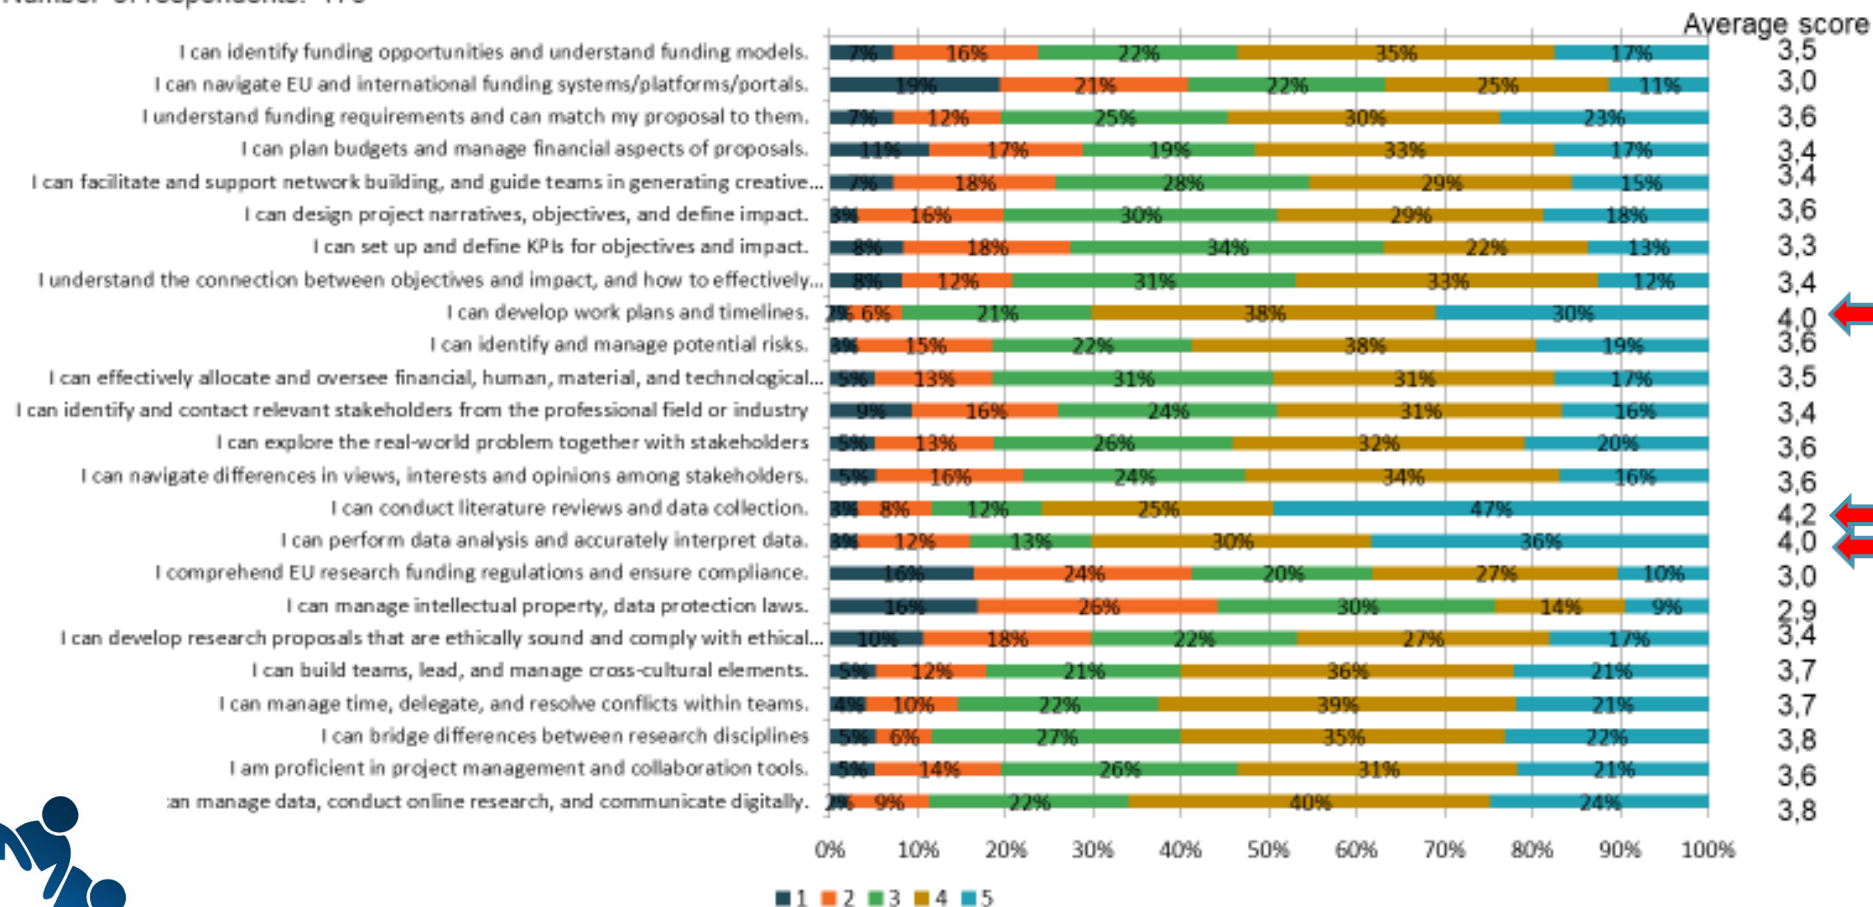 Average score
I can identify funding opportunities and understand funding models. 7% 16% 22% 35% 17% 3,5
I can navigate EU and international funding systems/platforms/portals. 19% 21% 22% 25% 11% 3,0
I understand funding requirements and can match my proposal to them. 7% 12% 25% 30% 23% 3,6
I can plan budgets and manage financial aspects of proposals. 11% 17% 19% 33% 17% 3,4
I can facilitate and support network building, and guide teams in generating creative... 7% 18% 28% 29% 15% 3,4
I can design project narratives, objectives, and define impact. 3% 16% 30% 29% 18% 3,6
I can set up and define KPIs for objectives and impact. 8% 18% 34% 22% 13% 3,3
I understand the connection between objectives and impact, and how to effectively... 8% 12% 31% 33% 12% 3,4
I can develop work plans and timelines. 2% 6% 21% 38% 30% 4,0
I can identify and manage potential risks. 3% 15% 22% 38% 19% 3,6
I can effectively allocate and oversee financial, human, material, and technological... 5% 13% 31% 31% 17% 3,5
I can identify and contact relevant stakeholders from the professional field or industry 9% 16% 24% 31% 16% 3,4
I can explore the real-world problem together with stakeholders 5% 13% 26% 32% 20% 3,6
I can navigate differences in views, interests and opinions among stakeholders. 5% 16% 24% 34% 16% 3,6
I can conduct literature reviews and data collection. 3% 8% 12% 25% 47% 4,2
I can perform data analysis and accurately interpret data. 3% 12% 13% 30% 36% 4,0
I comprehend EU research funding regulations and ensure compliance. 16% 24% 20% 27% 10% 3,0
I can manage intellectual property, data protection laws. 16% 26% 30% 14% 9% 2,9
I can develop research proposals that are ethically sound and comply with ethical... 10% 18% 22% 27% 17% 3,4
I can build teams, lead, and manage cross-cultural elements. 5% 12% 21% 36% 21% 3,7
I can manage time, delegate, and resolve conflicts within teams. 4% 10% 22% 39% 21% 3,7
I can bridge differences between research disciplines 5% 6% 27% 35% 22% 3,8
I am proficient in project management and collaboration tools. 5% 14% 26% 31% 21% 3,6
an manage data, conduct online research, and communicate digitally. 2% 9% 22% 40% 24% 3,8
0% 10% 20% 30% 40% 50% 60% 70% 80% 90% 100%
1 2 3 4 5